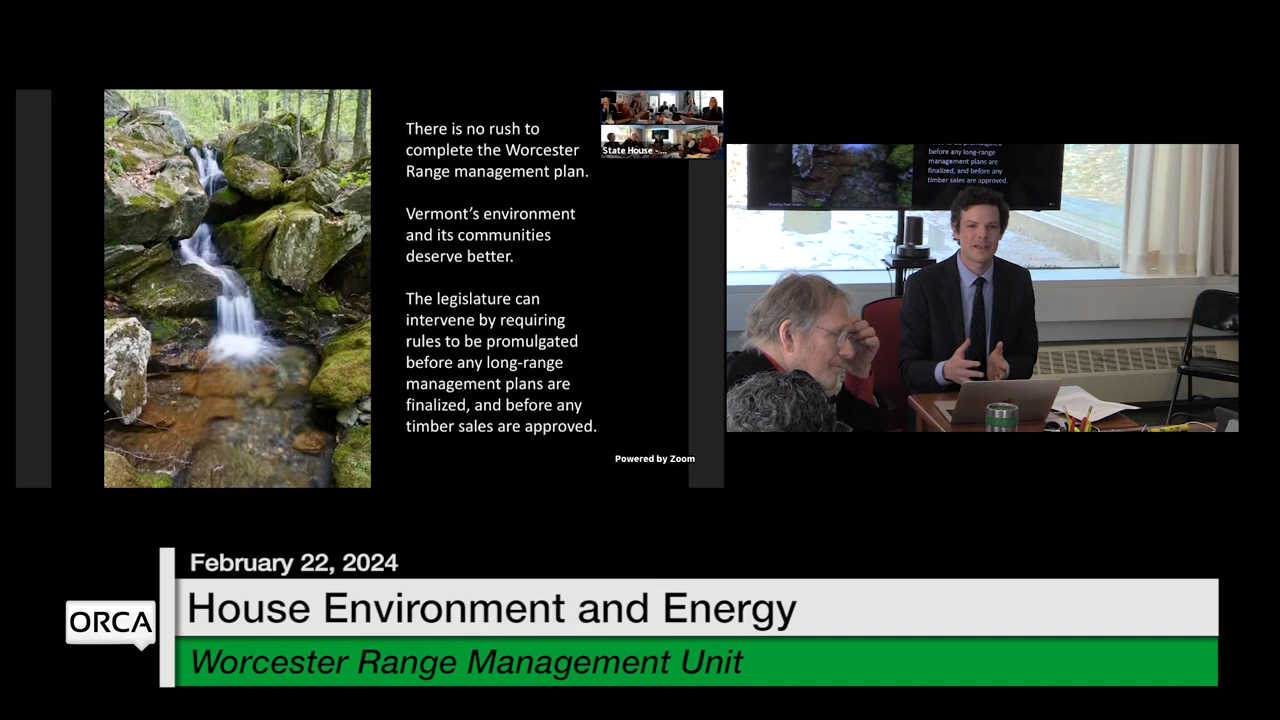 There is no rush to
complete the Worcester
Range management plan.
Vermont's environment
and its communities
deserve better.
The legislature can
intervene by requiring
rules to be promulgated
before any long-range
management plans are
finalized, and before any
timber sales are approved.
State House - ...
Powered by Zoom
before any long-range
management plans are
finalized, and before any
timber sales are approved.
February 22, 2024
House Environment and Energy
ORCA
Worcester Range Management Unit